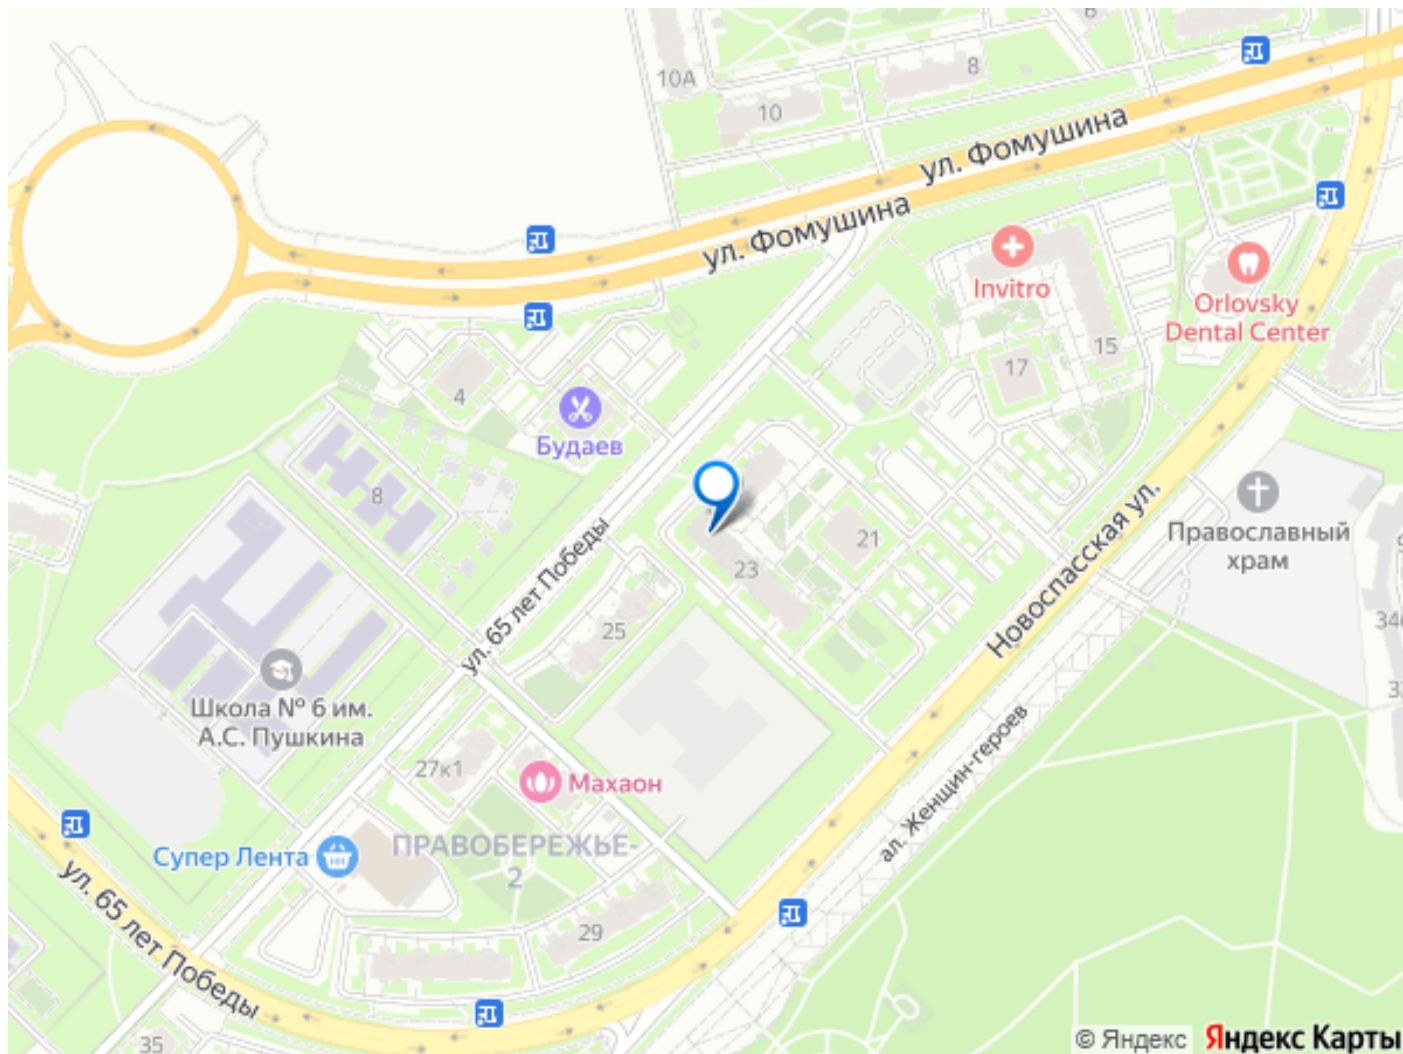 10А
8
10
ул. Фомушина
ул. Фомушина
Invitro
Orlovsky
Dental Center
15
17
4
Будаев
8
21
23
Православный
храм
Новоспасская ул.
ул. 65 лет Победы
25
Школа № 6 им.
А.С. Пушкина
27к1
Махаон
ал. Женщин-героев
ПРАВОБЕРЕЖЬЕ-
2
Супер Лента
ул. 65 лет Победы
29
35
© Яндекс Яндекс Карты